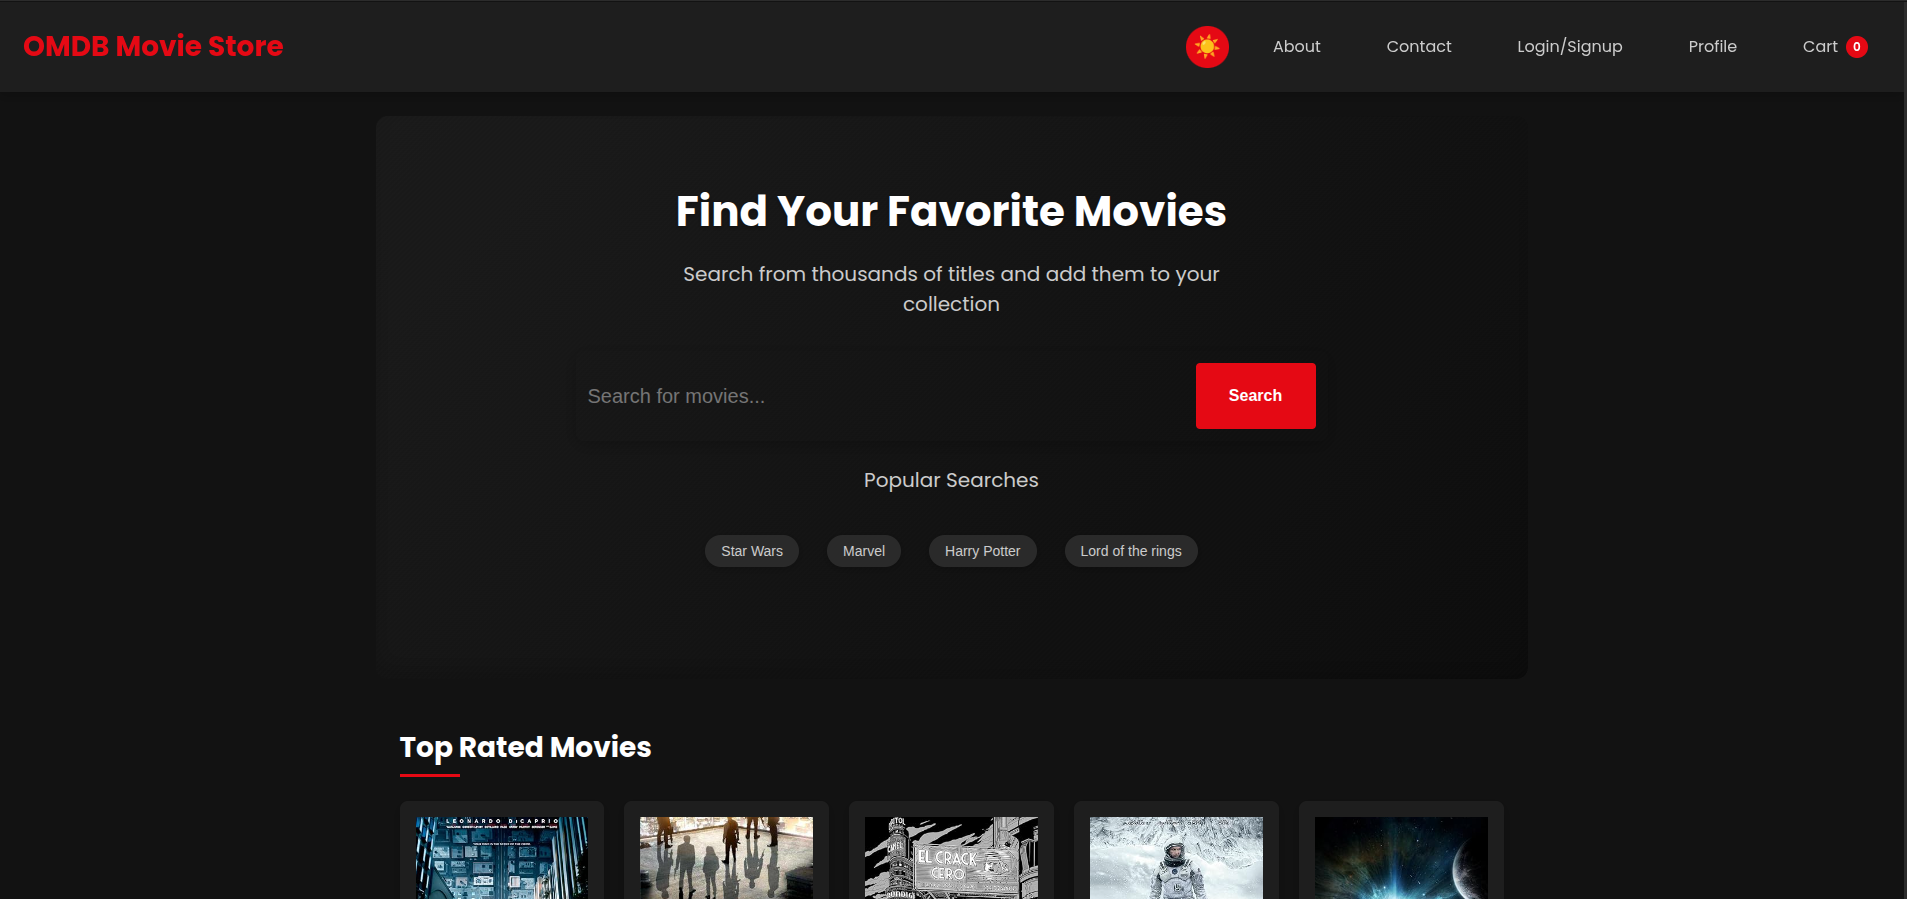 OMDB Movie Store
About
Contact
Login/Signup
Profile
Cart 0
Find Your Favorite Movies
Search from thousands of titles and add them to your
collection
Search for movies...
Search
Popular Searches
Star Wars
Marvel
Harry Potter
Lord of the rings
Top Rated Movies
LEONARDO DiCAPRIO
EL CRACK
CERO